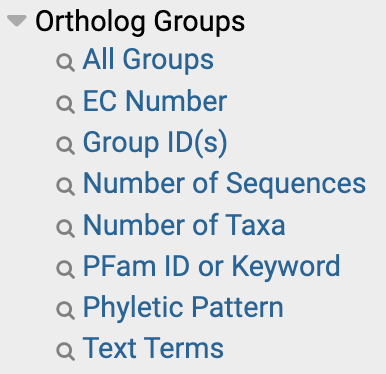 Ortholog Groups
All Groups
EC Number
Group ID(s)
Number of Sequences
Number of Taxa
PFam ID or Keyword
Phyletic Pattern
Text Terms